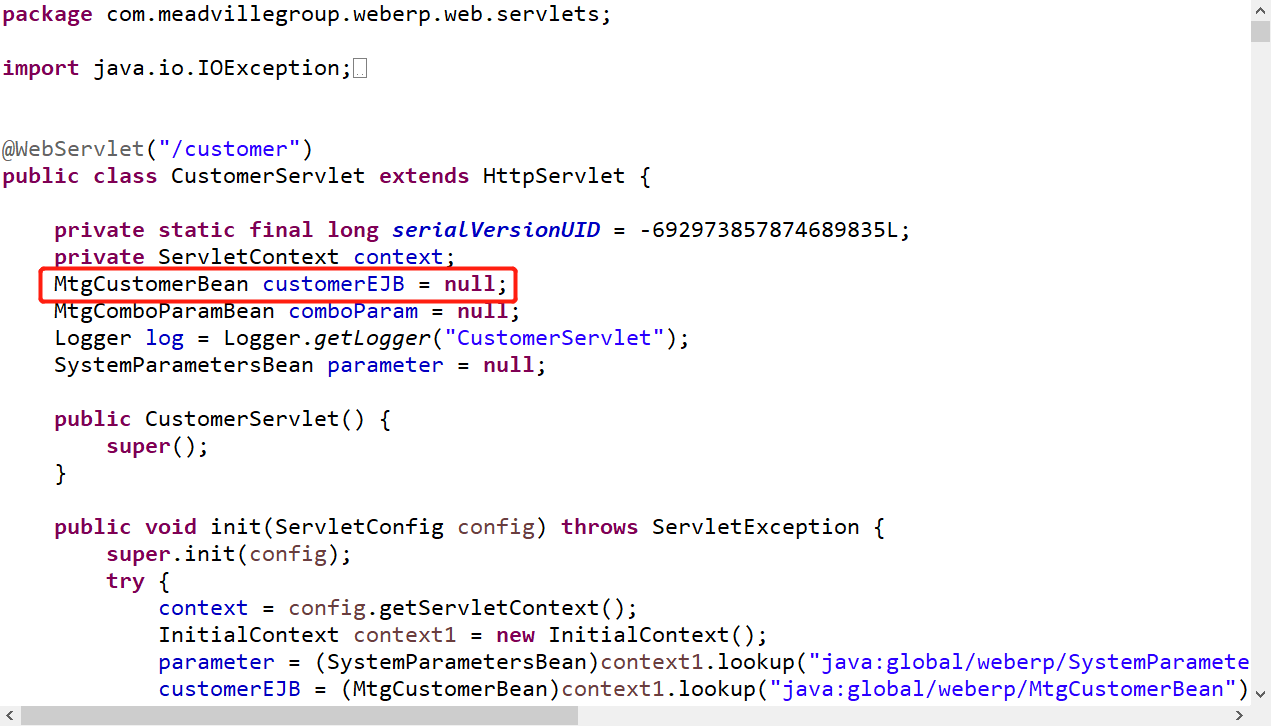 package com.meadvillegroup.weberp.web.servlets;
import java.io.IOException;
@WebServlet("/customer")
public class CustomerServlet extends HttpServlet {
private static final long serialVersionUID = -692973857874689835L;
private ServletContext context;
MtgCustomerBean customerEJB = null;
MtgComboParamBean comboParam = null;
Logger log = Logger.getLogger("CustomerServlet");
SystemParametersBean parameter = null;
public CustomerServlet() {
super();
}
public void init(ServletConfig config) throws ServletException {
super.init(config);
try {
context = config.getServletContext();
InitialContext context1 = new InitialContext();
parameter = (SystemParametersBean)context1.lookup("java:global/weberp/SystemParamete
customerEJB = (MtgCustomerBean)context1.lookup("java:global/weberp/MtgCustomerBean")